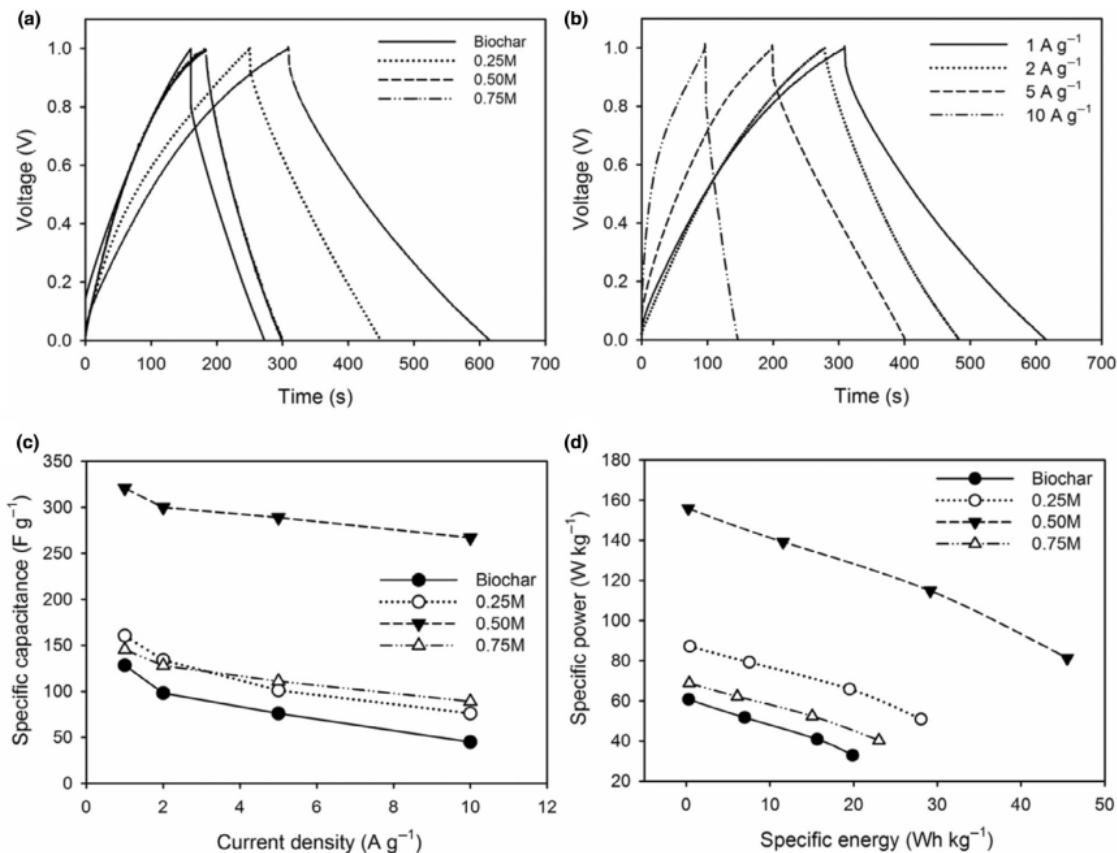 (a)
1.0
0.8
0.6
0.4
0.2
0.0
Voltage (V)
0 100 200 300 400 500 600 700
Time (s)
Biochar
0.25M
0.50M
0.75M
(b)
1.0
0.8
0.6
0.4
0.2
0.0
Voltage (V)
0 100 200 300 400 500 600 700
Time (s)
1 A g⁻¹
2 A g⁻¹
5 A g⁻¹
10 A g⁻¹
(c)
350
300
250
200
150
100
50
0
Specific capacitance (F g⁻¹)
0 2 4 6 8 10 12
Current density (A g⁻¹)
Biochar
0.25M
0.50M
0.75M
(d)
180
160
140
120
100
80
60
40
20
Specific power (W kg⁻¹)
0 10 20 30 40 50
Specific energy (Wh kg⁻¹)
Biochar
0.25M
0.50M
0.75M